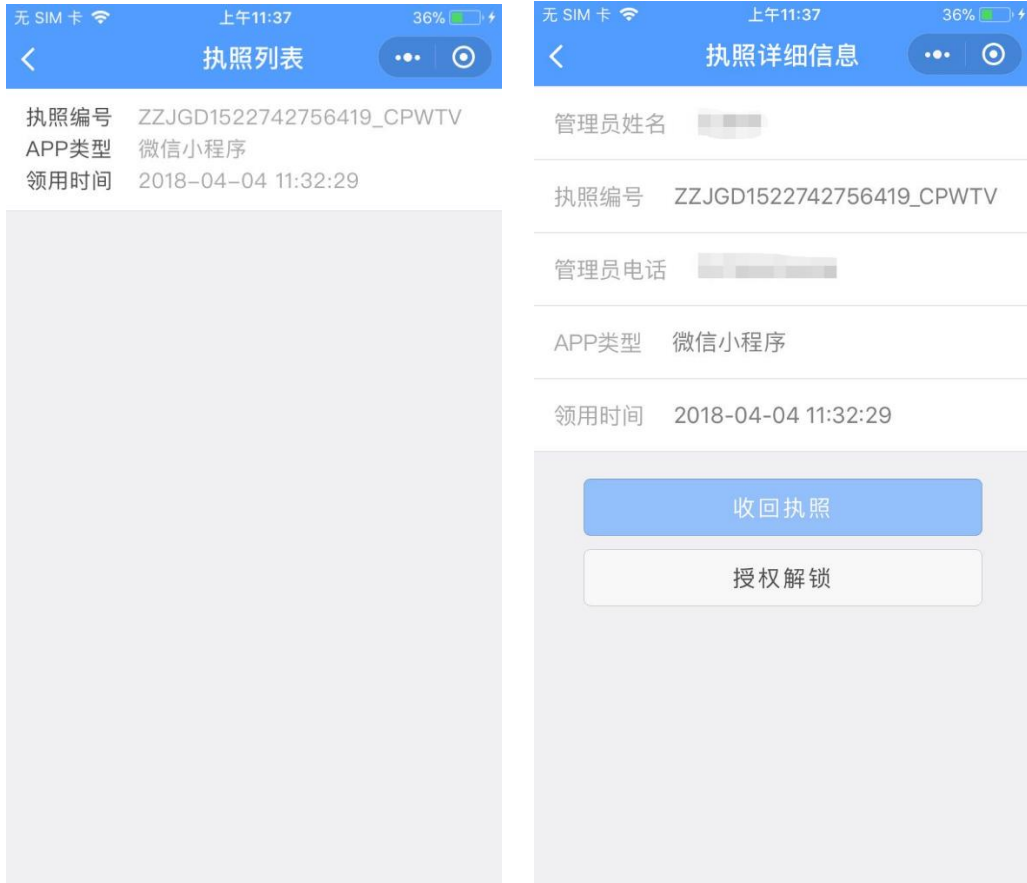 无 SIM 卡 上午11:37 36%
执照列表
执照编号 ZZJGD1522742756419_CPWTV
APP类型 微信小程序
领用时间 2018-04-04 11:32:29
无 SIM 卡 上午11:37 36%
执照详细信息
管理员姓名
执照编号 ZZJGD1522742756419_CPWTV
管理员电话
APP类型 微信小程序
领用时间 2018-04-04 11:32:29
收回执照
授权解锁